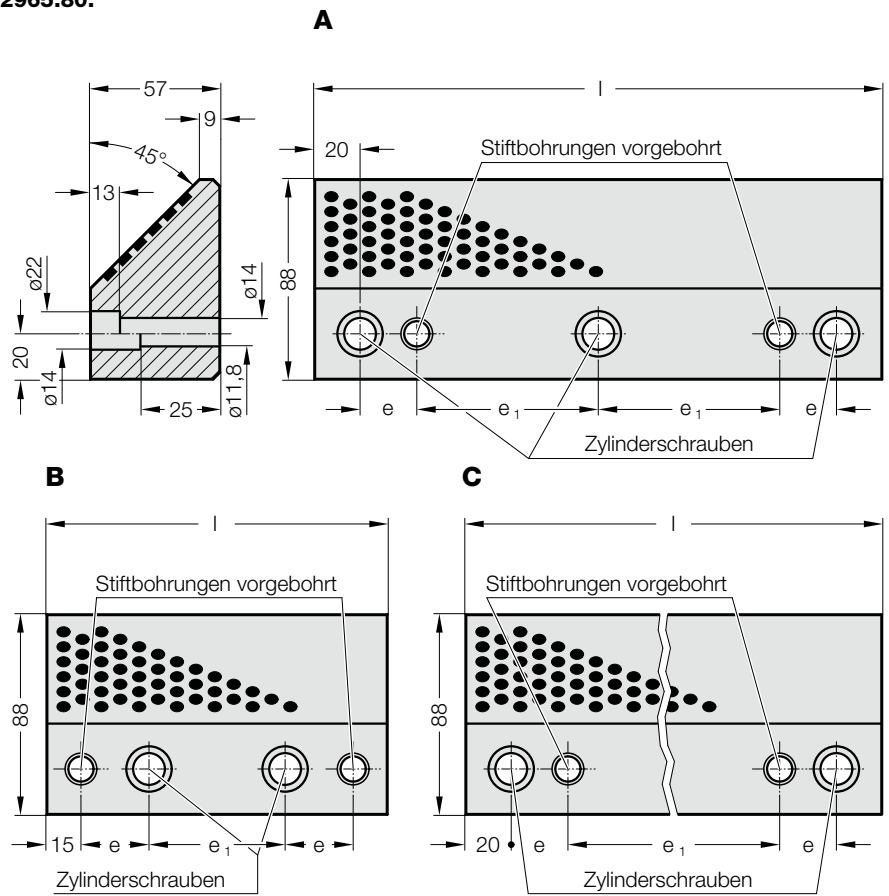 2965.80.
A
57
l
9
20
Stiftbohrungen vorgebohrt
45°
13
ø22
ø14
88
20
ø14
25
ø11,8
e
e1
e1
e
Zylinderschrauben
B
C
l
l
Stiftbohrungen vorgebohrt
Stiftbohrungen vorgebohrt
88
88
15
e
e1
e
20
e
e1
e
Zylinderschrauben
Zylinderschrauben